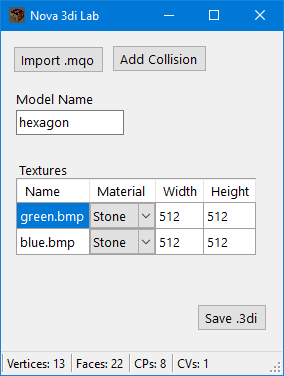 Nova 3di Lab
Import .mqo Add Collision
Model Name
hexagon
Textures
Name Material Width Height
green.bmp Stone 512 512
blue.bmp Stone 512 512
Save .3di
Vertices: 13 Faces: 22 CPs: 8 CVs: 1